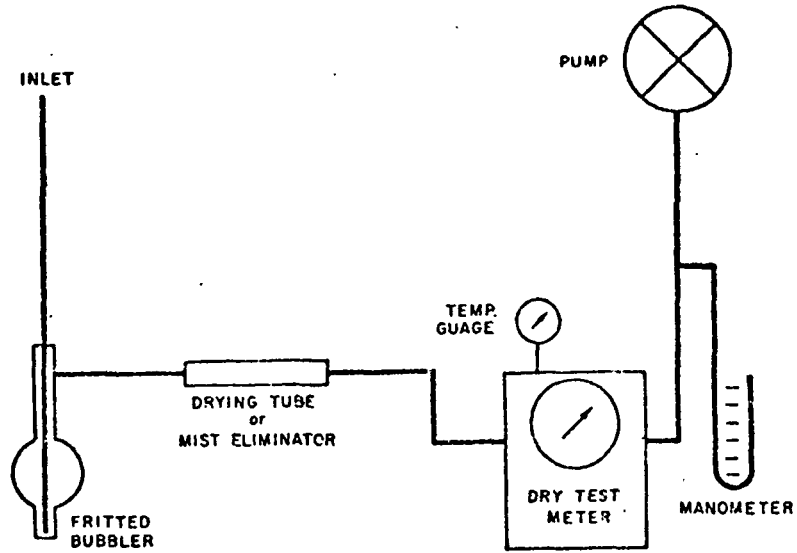 INLET
PUMP
TEMP.
GUAGE
DRYING TUBE
or
MIST ELIMINATOR
DRY TEST
METER
MANOMETER
FRITTED
BUBBLER